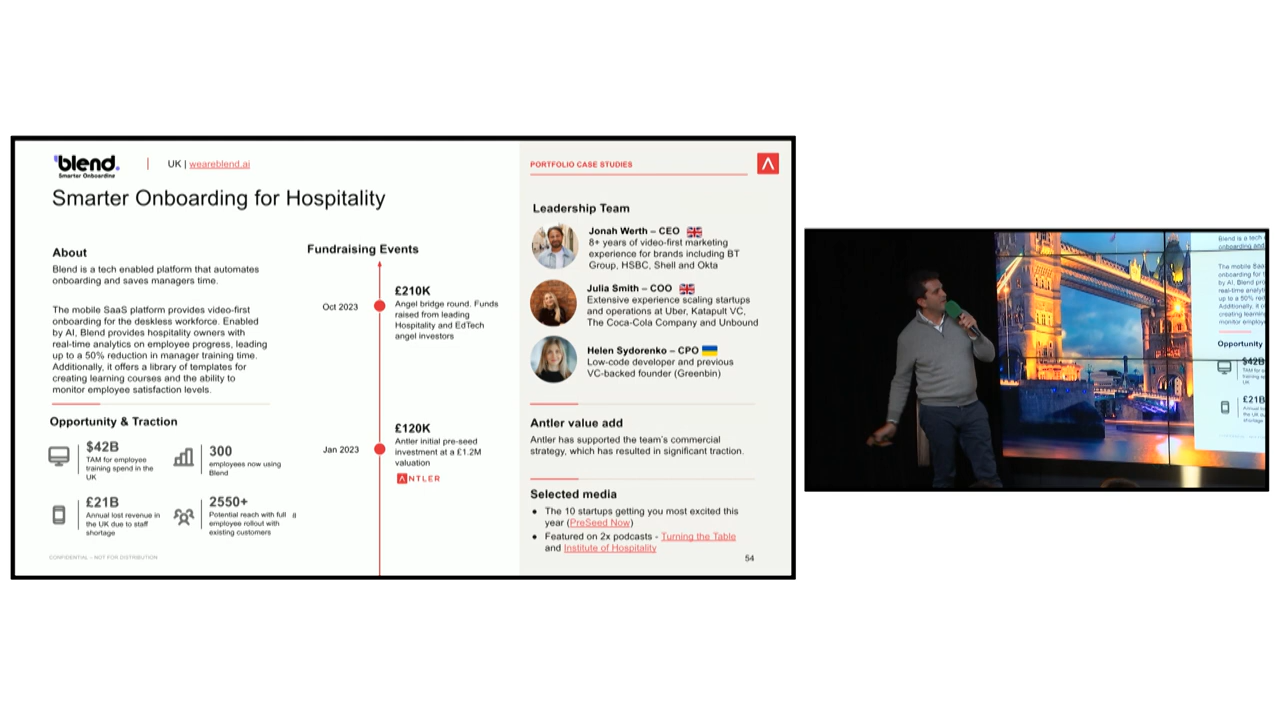 blend.
Smarter Onboarding
UK | weareblend.ai
Smarter Onboarding for Hospitality
About
Blend is a tech enabled platform that automates
onboarding and saves managers time.
The mobile SaaS platform provides video-first
onboarding for the deskless workforce. Enabled
by AI, Blend provides hospitality owners with
real-time analytics on employee progress, leading
up to a 50% reduction in manager training time.
Additionally, it offers a library of templates for
creating learning courses and the ability to
monitor employee satisfaction levels.
Opportunity & Traction
$42B
TAM for employee
training spend in the
UK
300
employees now using
Blend
£21B
Annual lost revenue in
the UK due to staff
shortage
2550+
Potential reach with full a
employee rollout with
existing customers
CONFIDENTIAL – NOT FOR DISTRIBUTION
Fundraising Events
Oct 2023
£210K
Angel bridge round. Funds
raised from leading
Hospitality and EdTech
angel investors
Jan 2023
£120K
Antler initial pre-seed
investment at a £1.2M
valuation
ANTLER
PORTFOLIO CASE STUDIES
Leadership Team
Jonah Werth – CEO
8+ years of video-first marketing
experience for brands including BT
Group, HSBC, Shell and Okta
Julia Smith – COO
Extensive experience scaling startups
and operations at Uber, Katapult VC,
The Coca-Cola Company and Unbound
Helen Sydorenko – CPO
Low-code developer and previous
VC-backed founder (Greenbin)
Antler value add
Antler has supported the team's commercial
strategy, which has resulted in significant traction.
Selected media
• The 10 startups getting you most excited this
year (PreSeed Now)
• Featured on 2x podcasts - Turning the Table
and Institute of Hospitality
54
Blend is a tech
onboarding and
The mobile Saa
onboarding for
by AI, Blend
real-time analyt
up to a 50% red
Additionally, it o
creating learnin
monitor employ
Opportunity
$42B
TAM for
training sp
UK
£21B
Annual
the UK du
shortage